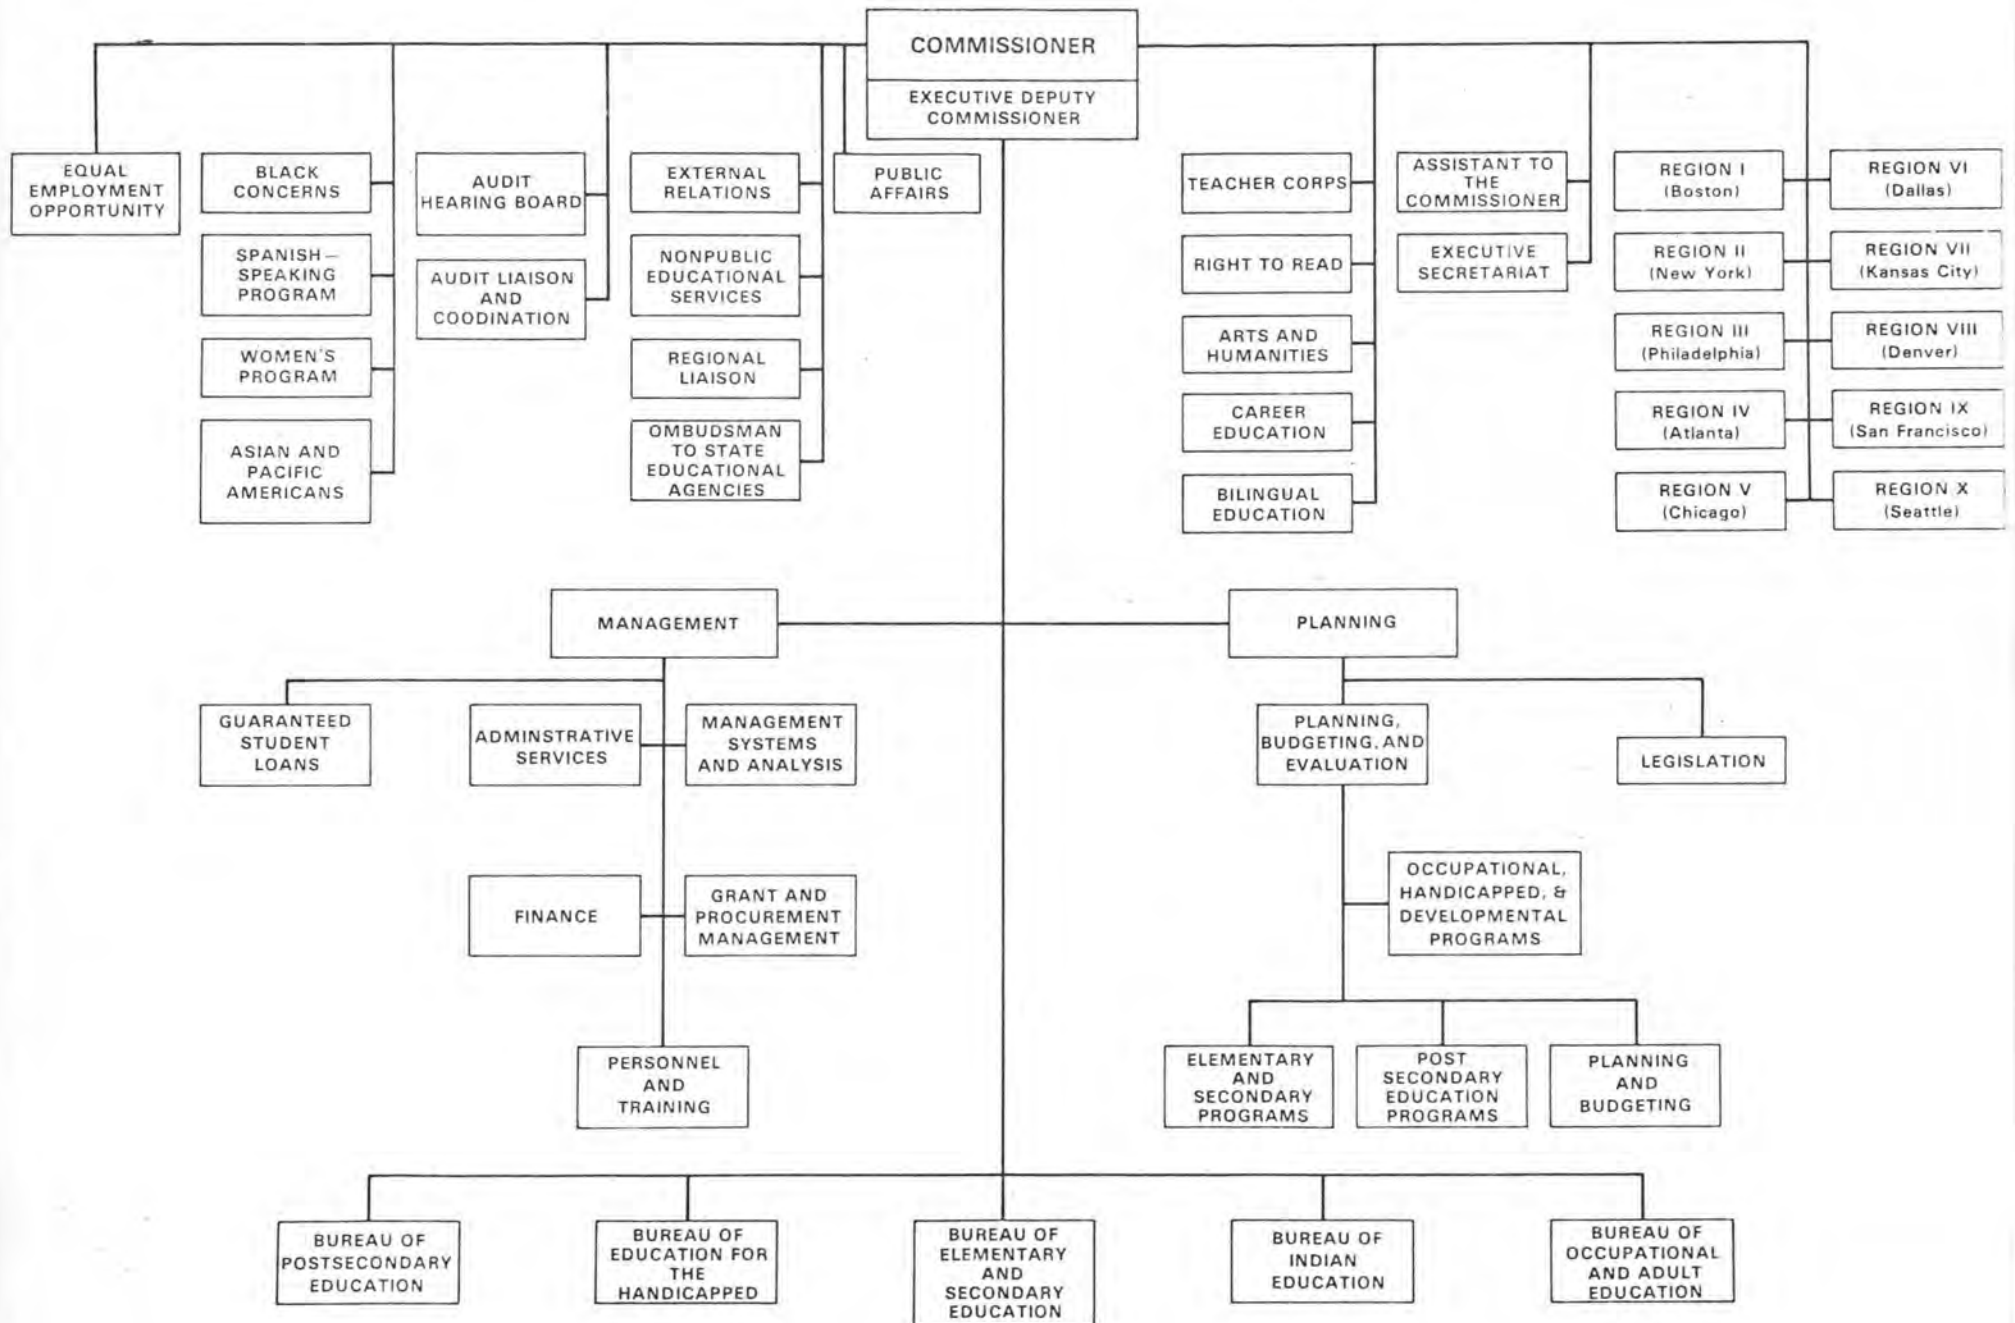 COMMISSIONER
EXECUTIVE DEPUTY
COMMISSIONER
EQUAL
EMPLOYMENT
OPPORTUNITY
BLACK
CONCERNS
SPANISH—
SPEAKING
PROGRAM
WOMEN'S
PROGRAM
ASIAN AND
PACIFIC
AMERICANS
AUDIT
HEARING BOARD
AUDIT LIAISON
AND
COODINATION
EXTERNAL
RELATIONS
NONPUBLIC
EDUCATIONAL
SERVICES
REGIONAL
LIAISON
OMBUDSMAN
TO STATE
EDUCATIONAL
AGENCIES
PUBLIC
AFFAIRS
TEACHER CORPS
RIGHT TO READ
ARTS AND
HUMANITIES
CAREER
EDUCATION
BILINGUAL
EDUCATION
ASSISTANT TO
THE
COMMISSIONER
EXECUTIVE
SECRETARIAT
REGION I
(Boston)
REGION II
(New York)
REGION III
(Philadelphia)
REGION IV
(Atlanta)
REGION V
(Chicago)
REGION VI
(Dallas)
REGION VII
(Kansas City)
REGION VIII
(Denver)
REGION IX
(San Francisco)
REGION X
(Seattle)
MANAGEMENT
GUARANTEED
STUDENT
LOANS
ADMINSTRATIVE
SERVICES
MANAGEMENT
SYSTEMS
AND ANALYSIS
FINANCE
GRANT AND
PROCUREMENT
MANAGEMENT
PERSONNEL
AND
TRAINING
PLANNING
PLANNING,
BUDGETING, AND
EVALUATION
LEGISLATION
OCCUPATIONAL,
HANDICAPPED, &
DEVELOPMENTAL
PROGRAMS
ELEMENTARY
AND
SECONDARY
PROGRAMS
POST
SECONDARY
EDUCATION
PROGRAMS
PLANNING
AND
BUDGETING
BUREAU OF
POSTSECONDARY
EDUCATION
BUREAU OF
EDUCATION FOR
THE
HANDICAPPED
BUREAU OF
ELEMENTARY
AND
SECONDARY
EDUCATION
BUREAU OF
INDIAN
EDUCATION
BUREAU OF
OCCUPATIONAL
AND ADULT
EDUCATION